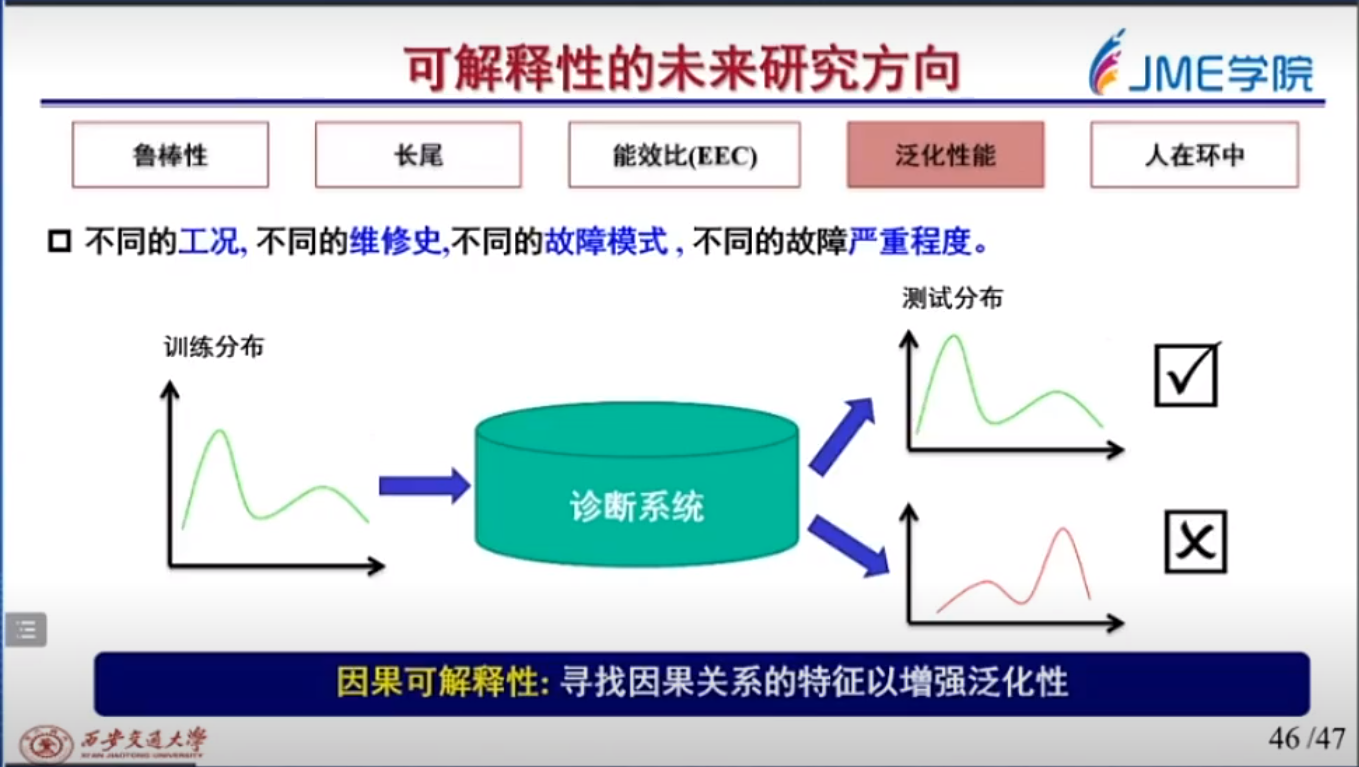 可解释性的未来研究方向
JME学院
鲁棒性
长尾
能效比(EEC)
泛化性能
人在环中
不同的工况, 不同的维修史,不同的故障模式 , 不同的故障严重程度。
测试分布
训练分布
诊断系统
因果可解释性: 寻找因果关系的特征以增强泛化性
西安交通大学
XI'AN JIAOTONG UNIVERSITY
46 /47